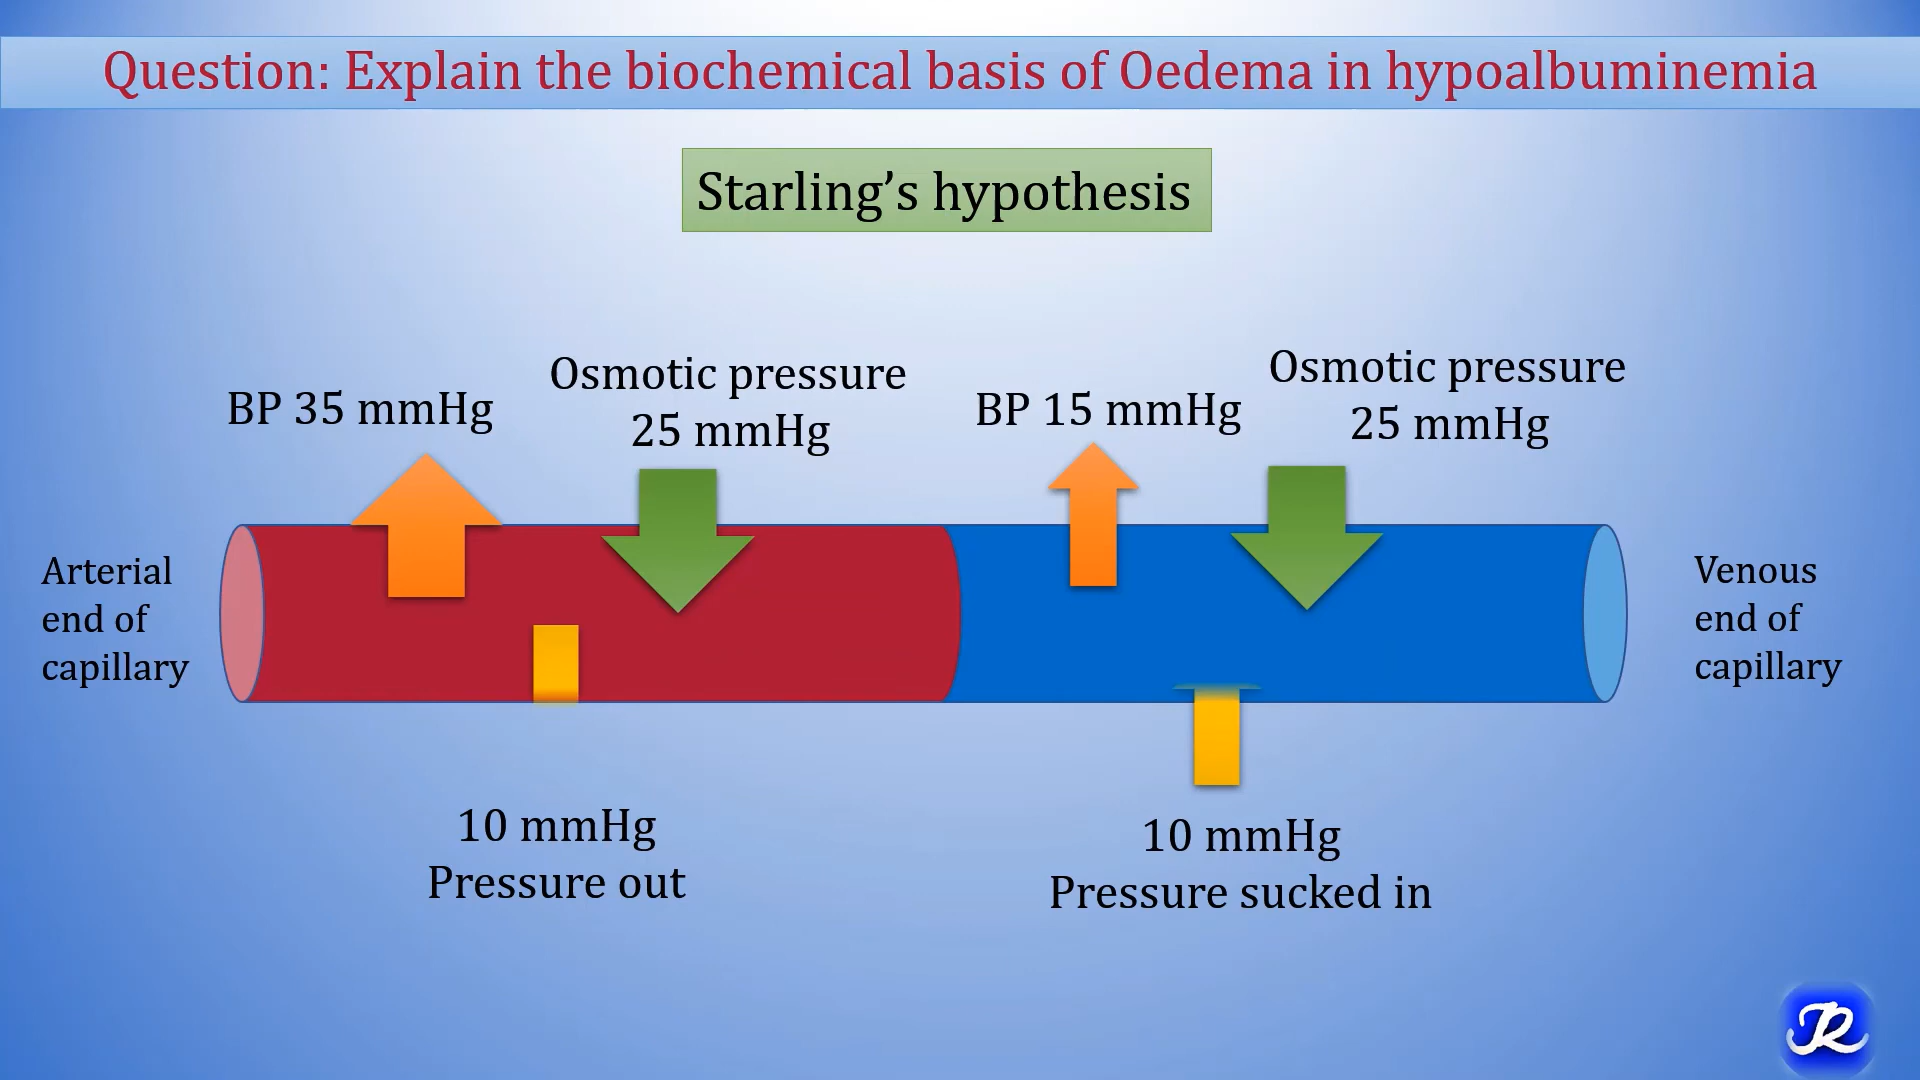 Question: Explain the biochemical basis of Oedema in hypoalbuminemia
Starling’s hypothesis
BP 35 mmHg
Osmotic pressure
25 mmHg
BP 15 mmHg
Osmotic pressure
25 mmHg
Arterial
end of
capillary
Venous
end of
capillary
10 mmHg
Pressure out
10 mmHg
Pressure sucked in
JR